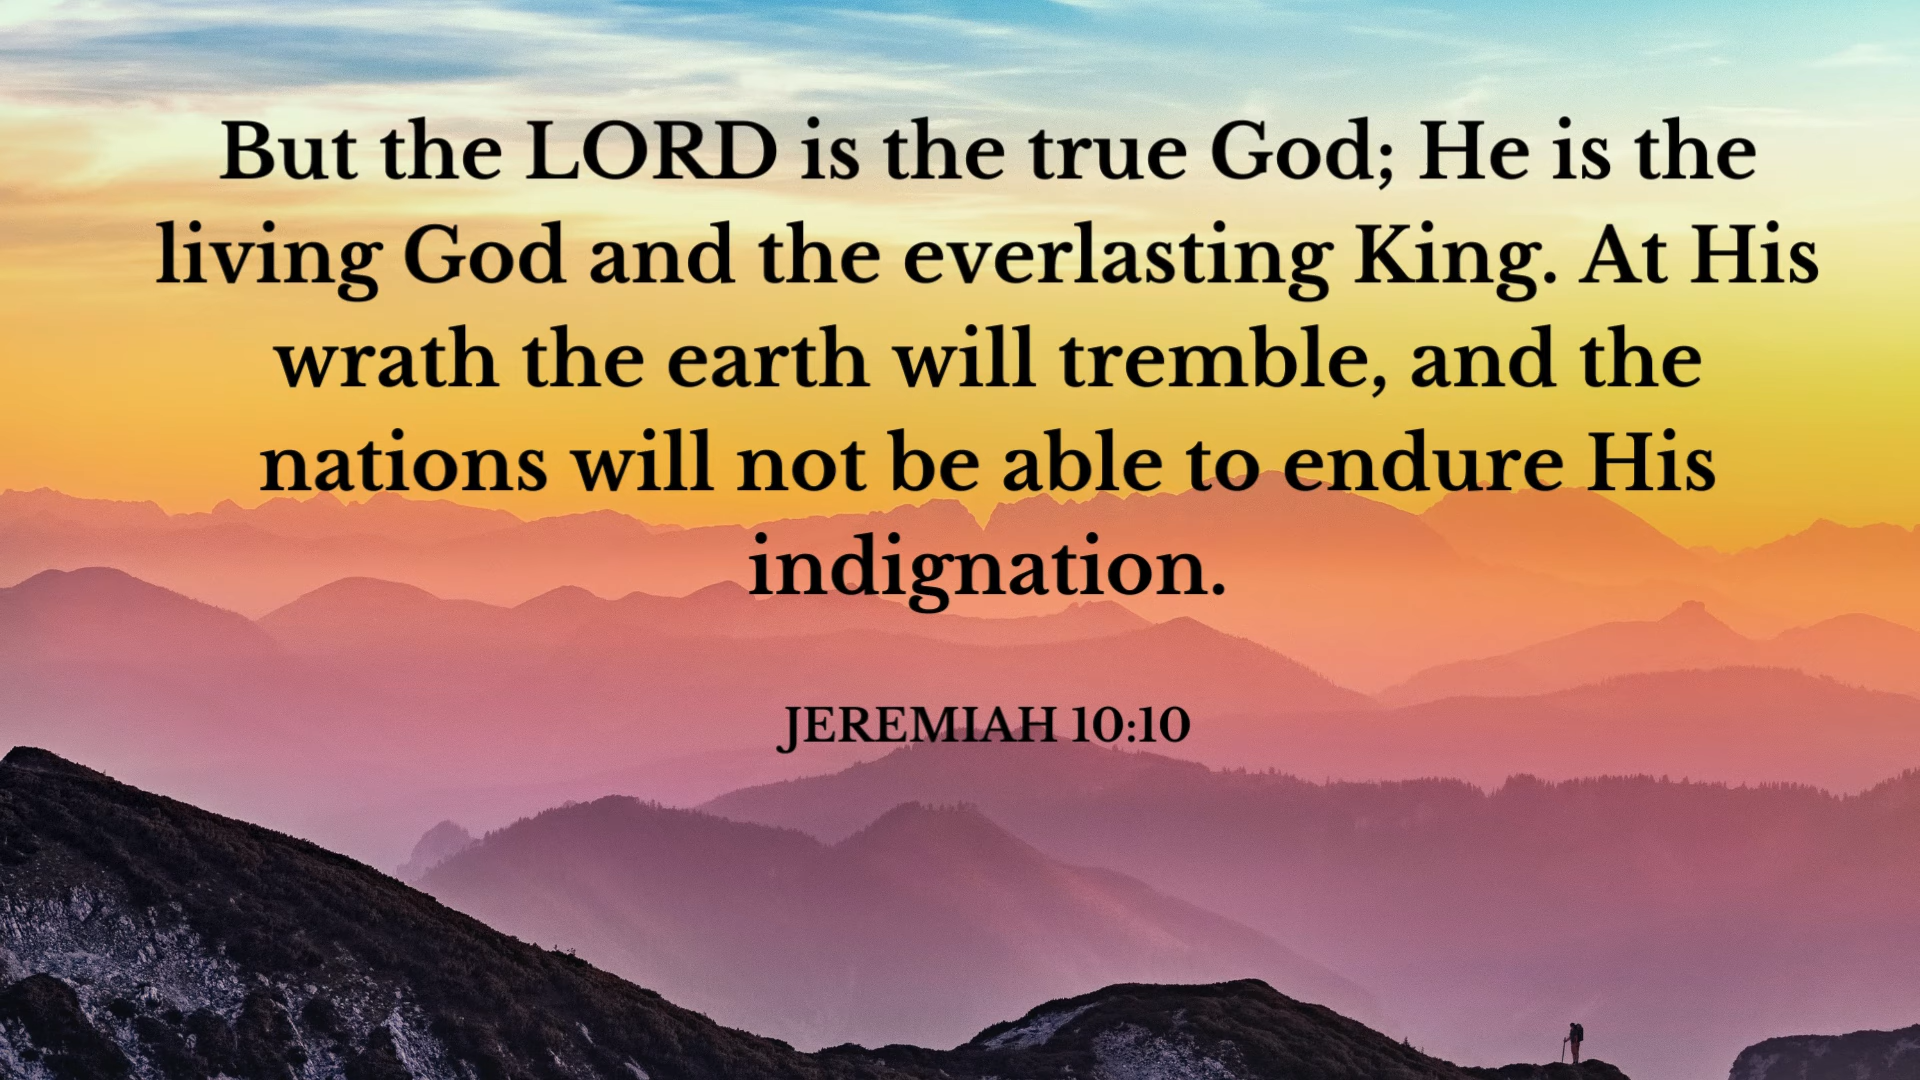 But the LORD is the true God; He is the
living God and the everlasting King. At His
wrath the earth will tremble, and the
nations will not be able to endure His
indignation.
JEREMIAH 10:10